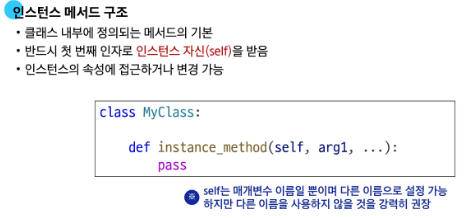 인스턴스 메서드 구조
• 클래스 내부에 정의되는 메서드의 기본
• 반드시 첫 번째 인자로 인스턴스 자신(self)을 받음
• 인스턴스의 속성에 접근하거나 변경 가능
class MyClass:
def instance_method(self, arg1, ...):
pass
※ self는 매개변수 이름일 뿐이며 다른 이름으로 설정 가능
하지만 다른 이름을 사용하지 않을 것을 강력히 권장